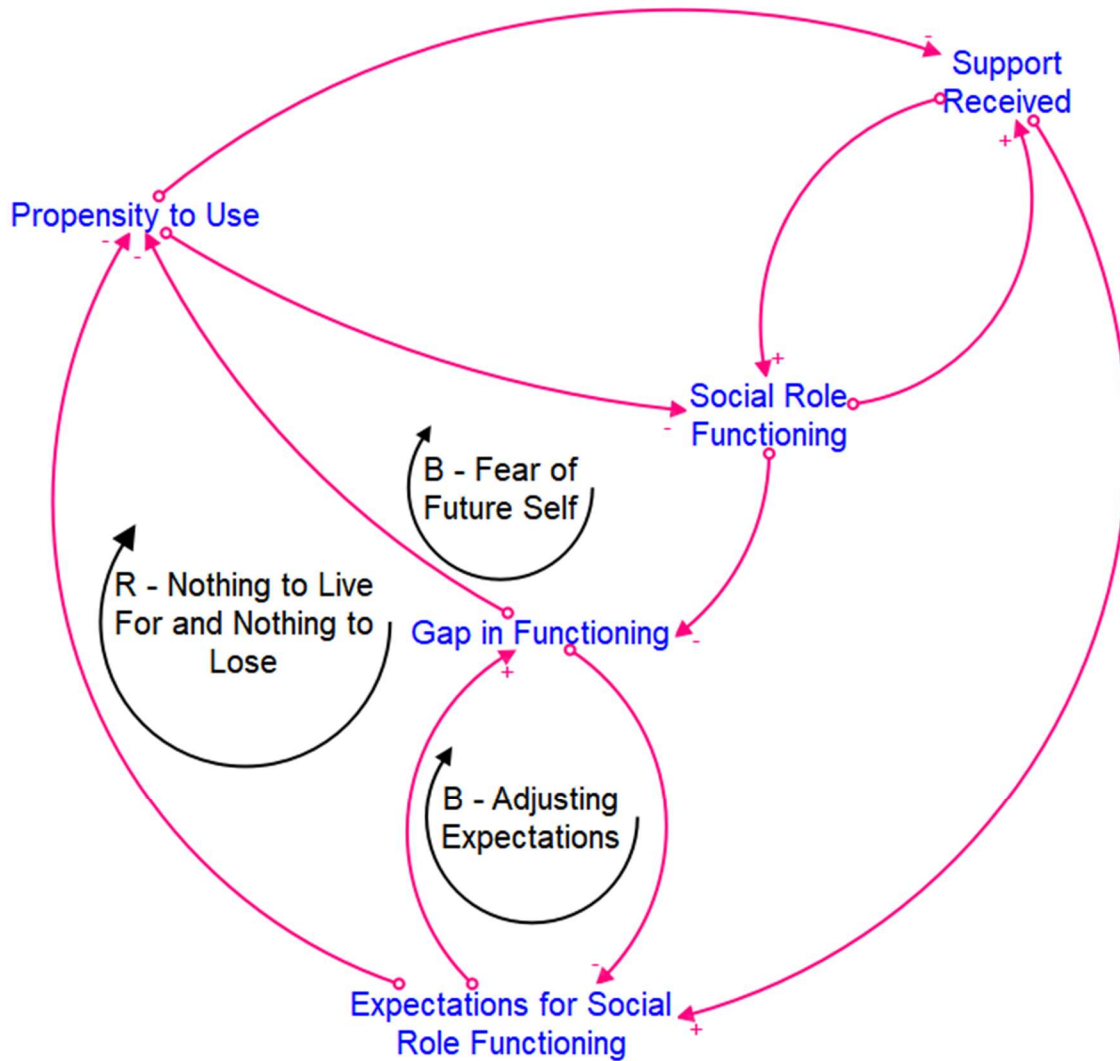 -
Support
Received
+
Propensity to Use
-
-
+
Social Role
Functioning
-
B - Fear of
Future Self
R - Nothing to Live
For and Nothing to
Lose
Gap in Functioning
-
+
B - Adjusting
Expectations
-
Expectations for Social
Role Functioning
+